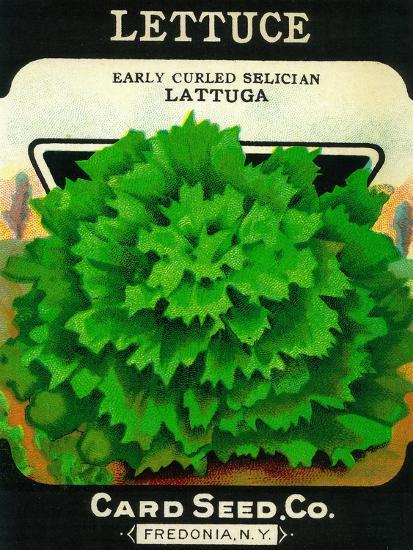 LETTUCE
EARLY CURLED SELICIAN
LATTUGA
CARD SEED.CO.
FREDONIA, N.Y.